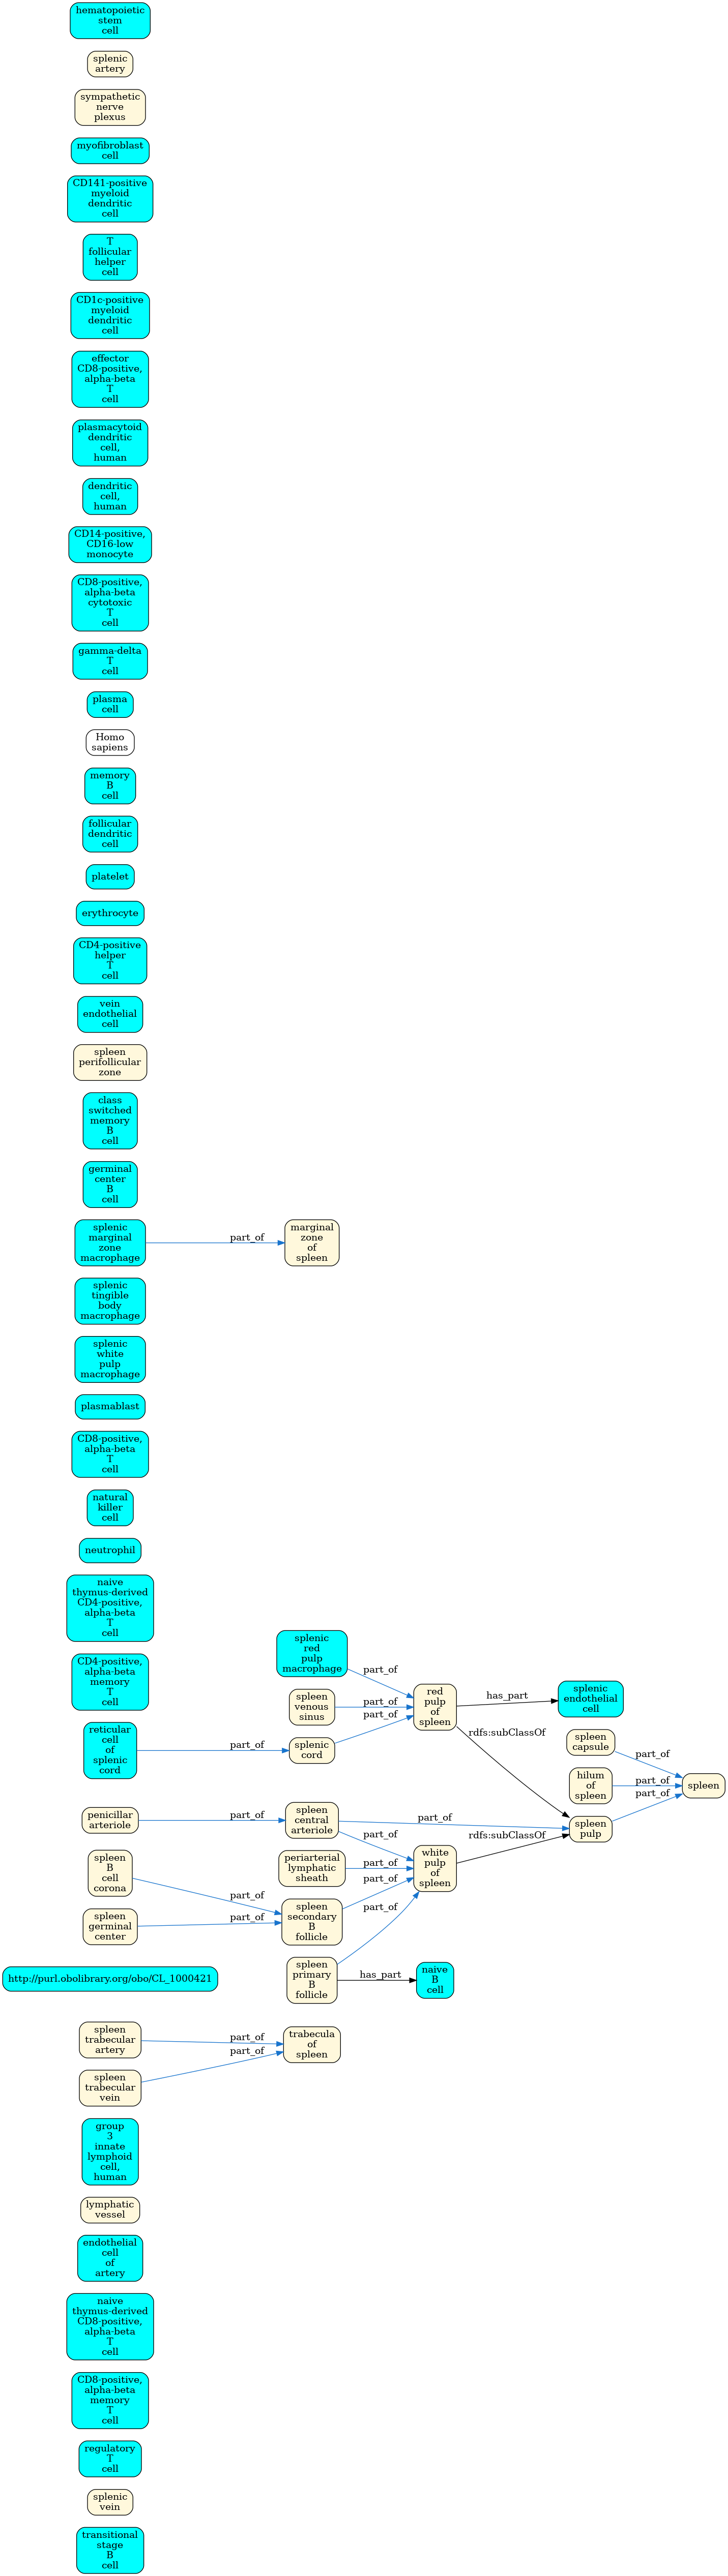 hematopoietic
stem
cell
splenic
artery
sympathetic
nerve
plexus
myofibroblast
cell
CD141-positive
myeloid
dendritic
cell
T
follicular
helper
cell
CD1c-positive
myeloid
dendritic
cell
effector
CD8-positive,
alpha-beta
T
cell
plasmacytoid
dendritic
cell,
human
dendritic
cell,
human
CD14-positive,
CD16-low
monocyte
CD8-positive,
alpha-beta
cytotoxic
T
cell
gamma-delta
T
cell
plasma
cell
Homo
sapiens
memory
B
cell
follicular
dendritic
cell
platelet
erythrocyte
CD4-positive
helper
T
cell
vein
endothelial
cell
spleen
perifollicular
zone
class
switched
memory
B
cell
germinal
center
B
cell
splenic
marginal
zone
macrophage
part_of
marginal
zone
of
spleen
splenic
tingible
body
macrophage
splenic
white
pulp
macrophage
plasmablast
CD8-positive,
alpha-beta
T
cell
natural
killer
cell
neutrophil
naive
thymus-derived
CD4-positive,
alpha-beta
T
cell
CD4-positive,
alpha-beta
memory
T
cell
splenic
red
pulp
macrophage
part_of
spleen
venous
sinus
part_of
reticular
cell
of
splenic
cord
part_of
splenic
cord
part_of
red
pulp
of
spleen
has_part
splenic
endothelial
cell
rdfs:subClassOf
spleen
capsule
part_of
hilum
of
spleen
part_of
spleen
spleen
pulp
part_of
penicillar
arteriole
part_of
spleen
central
arteriole
part_of
part_of
periarterial
lymphatic
sheath
part_of
white
pulp
of
spleen
rdfs:subClassOf
spleen
B
cell
corona
part_of
spleen
germinal
center
part_of
spleen
secondary
B
follicle
part_of
spleen
primary
B
follicle
part_of
has_part
naive
B
cell
http://purl.obolibrary.org/obo/CL_1000421
spleen
trabecular
artery
part_of
trabecula
of
spleen
spleen
trabecular
vein
part_of
group
3
innate
lymphoid
cell,
human
lymphatic
vessel
endothelial
cell
of
artery
naive
thymus-derived
CD8-positive,
alpha-beta
T
cell
CD8-positive,
alpha-beta
memory
T
cell
regulatory
T
cell
splenic
vein
transitional
stage
B
cell